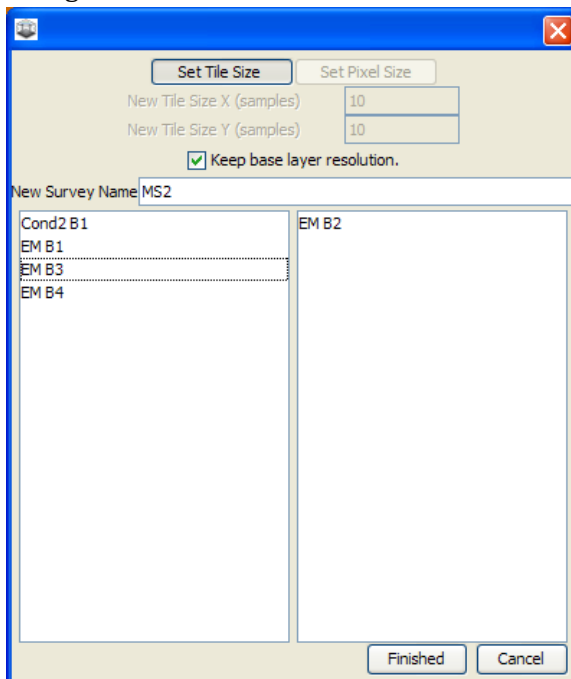 Set Tile Size Set Pixel Size
New Tile Size X (samples) 10
New Tile Size Y (samples) 10
Keep base layer resolution.
New Survey Name MS2
Cond2 B1 EM B2
EM B1
EM B3
EM B4
Finished Cancel